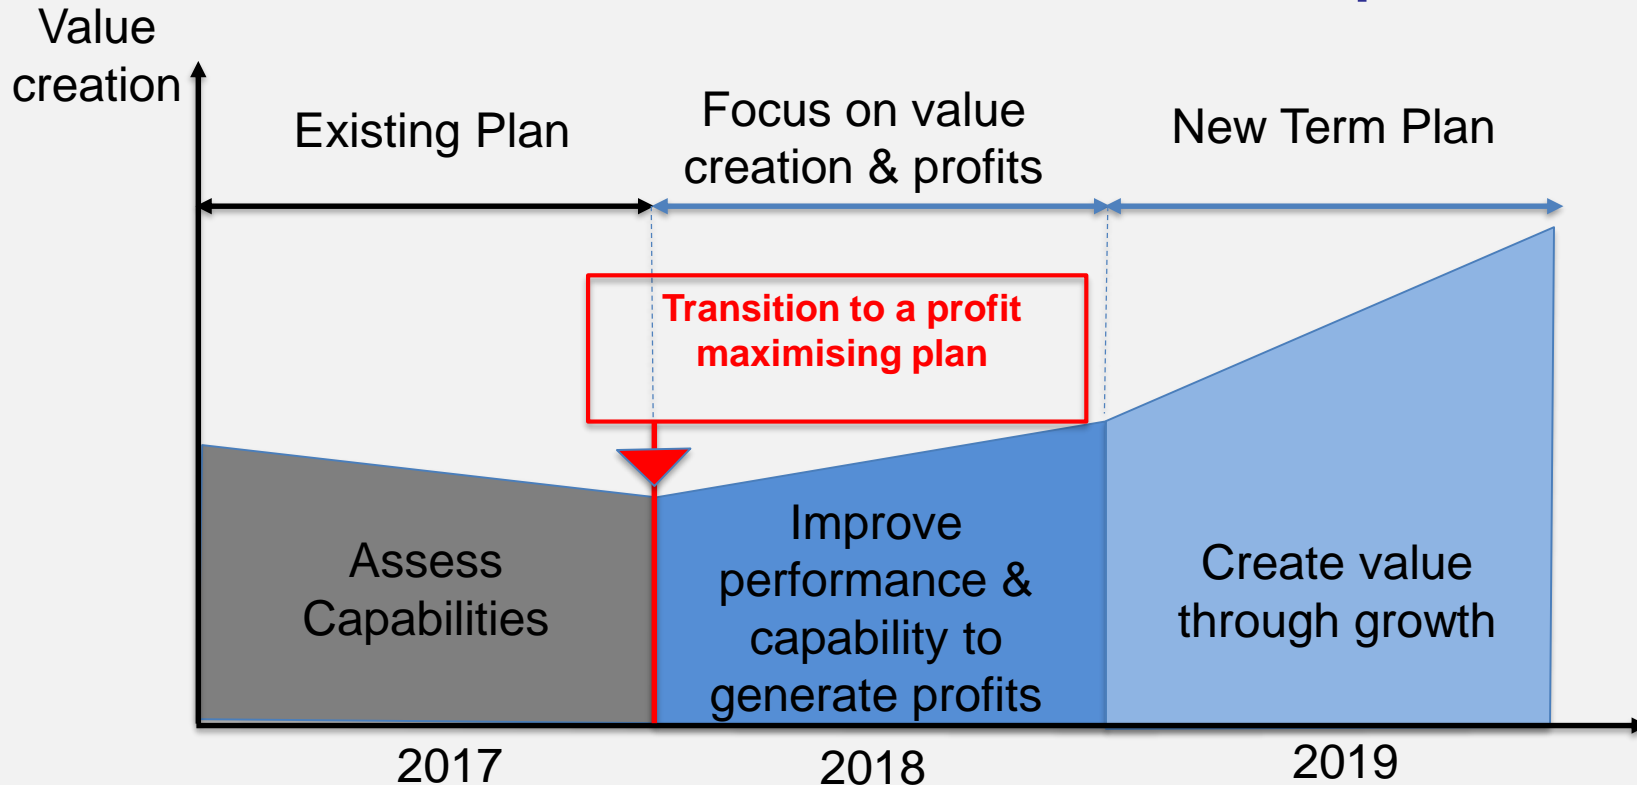 Value
creation
Existing Plan
Focus on value
creation & profits
New Term Plan
Transition to a profit
maximising plan
Assess
Capabilities
Improve
performance &
capability to
generate profits
Create value
through growth
2017
2018
2019